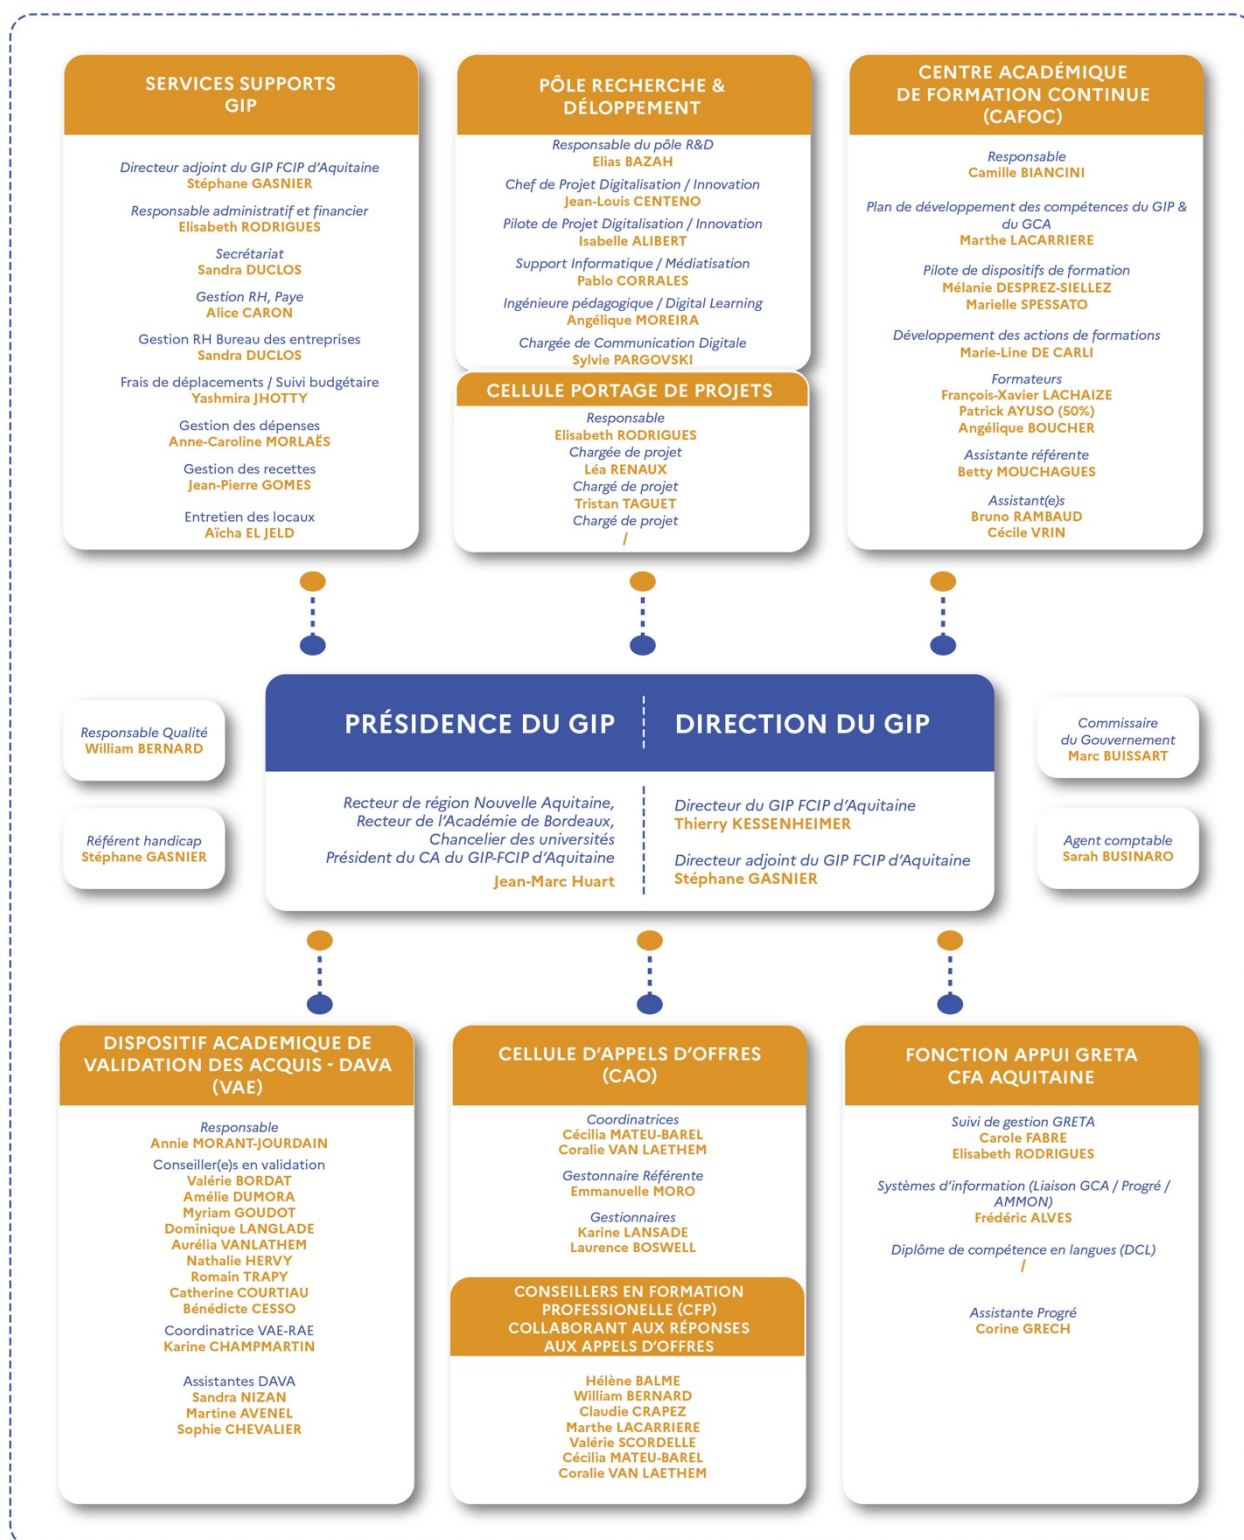 SERVICES SUPPORTS
GIP
Directeur adjoint du GIP FCIP d'Aquitaine
Stéphane GASNIER
Responsable administratif et financier
Elisabeth RODRIGUES
Secrétariat
Sandra DUCLOS
Gestion RH, Paye
Alice CARON
Gestion RH Bureau des entreprises
Sandra DUCLOS
Frais de déplacements / Suivi budgétaire
Yashmira JHOTTY
Gestion des dépenses
Anne-Caroline MORLAËS
Gestion des recettes
Jean-Pierre GOMES
Entretien des locaux
Aïcha EL JELD
PÔLE RECHERCHE &
DÉLOPPEMENT
Responsable du pôle R&D
Elias BAZAH
Chef de Projet Digitalisation / Innovation
Jean-Louis CENTENO
Pilote de Projet Digitalisation / Innovation
Isabelle ALIBERT
Support Informatique / Médiatisation
Pablo CORRALES
Ingénieure pédagogique / Digital Learning
Angélique MOREIRA
Chargée de Communication Digitale
Sylvie PARGOVSKI
CELLULE PORTAGE DE PROJETS
Responsable
Elisabeth RODRIGUES
Chargée de projet
Léa RENAUX
Chargé de projet
Tristan TAGUET
Chargé de projet
/
CENTRE ACADÉMIQUE
DE FORMATION CONTINUE
(CAFOC)
Responsable
Camille BIANCINI
Plan de développement des compétences du GIP &
du GCA
Marthe LACARRIERE
Pilote de dispositifs de formation
Mélanie DESPREZ-SIELLEZ
Marielle SPESSATO
Développement des actions de formations
Marie-Line DE CARLI
Formateurs
François-Xavier LACHAIZE
Patrick AYUSO (50%)
Angélique BOUCHER
Assistante référente
Betty MOUCHAGUES
Assistant(e)s
Bruno RAMBAUD
Cécile VRIN
Responsable Qualité
William BERNARD
Référent handicap
Stéphane GASNIER
PRÉSIDENCE DU GIP
Recteur de région Nouvelle Aquitaine,
Recteur de l'Académie de Bordeaux,
Chancelier des universités
Président du CA du GIP-FCIP d'Aquitaine
Jean-Marc Huart
DIRECTION DU GIP
Directeur du GIP FCIP d'Aquitaine
Thierry KESSENHEIMER
Directeur adjoint du GIP FCIP d'Aquitaine
Stéphane GASNIER
Commissaire
du Gouvernement
Marc BUISSART
Agent comptable
Sarah BUSINARO
DISPOSITIF ACADEMIQUE DE
VALIDATION DES ACQUIS - DAVA
(VAE)
Responsable
Annie MORANT-JOURDAIN
Conseiller(e)s en validation
Valérie BORDAT
Amélie DUMORA
Myriam GOUDOT
Dominique LANGLADE
Aurélia VANLATHEM
Nathalie HERVY
Romain TRAPY
Catherine COURTIAU
Bénédicte CESSO
Coordinatrice VAE-RAE
Karine CHAMPMARTIN
Assistantes DAVA
Sandra NIZAN
Martine AVENEL
Sophie CHEVALIER
CELLULE D'APPELS D'OFFRES
(CAO)
Coordinatrices
Cécilia MATEU-BAREL
Coralie VAN LAETHEM
Gestonnaire Référente
Emmanuelle MORO
Gestionnaires
Karine LANSADE
Laurence BOSWELL
CONSEILLERS EN FORMATION
PROFESSIONELLE (CFP)
COLLABORANT AUX RÉPONSES
AUX APPELS D'OFFRES
Hélène BALME
William BERNARD
Claudie CRAPEZ
Marthe LACARRIERE
Valérie SCORDELLE
Cécilia MATEU-BAREL
Coralie VAN LAETHEM
FONCTION APPUI GRETA
CFA AQUITAINE
Suivi de gestion GRETA
Carole FABRE
Elisabeth RODRIGUES
Systèmes d'information (Liaison GCA / Progré /
AMMON)
Frédéric ALVES
Diplôme de compétence en langues (DCL)
/
Assistante Progré
Corine GRECH